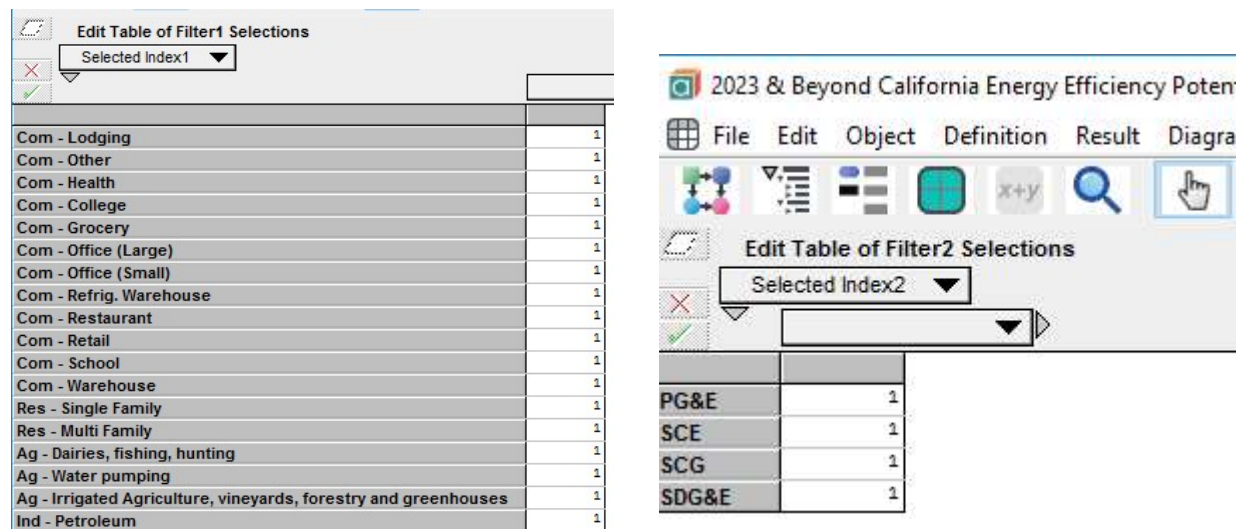 Edit Table of Filter1 Selections
Selected Index1
Com - Lodging 1
Com - Other 1
Com - Health 1
Com - College 1
Com - Grocery 1
Com - Office (Large) 1
Com - Office (Small) 1
Com - Refrig. Warehouse 1
Com - Restaurant 1
Com - Retail 1
Com - School 1
Com - Warehouse 1
Res - Single Family 1
Res - Multi Family 1
Ag - Dairies, fishing, hunting 1
Ag - Water pumping 1
Ag - Irrigated Agriculture, vineyards, forestry and greenhouses 1
Ind - Petroleum 1
2023 & Beyond California Energy Efficiency Poten
File Edit Object Definition Result Diagra
x+y
Edit Table of Filter2 Selections
Selected Index2
PG&E 1
SCE 1
SCG 1
SDG&E 1